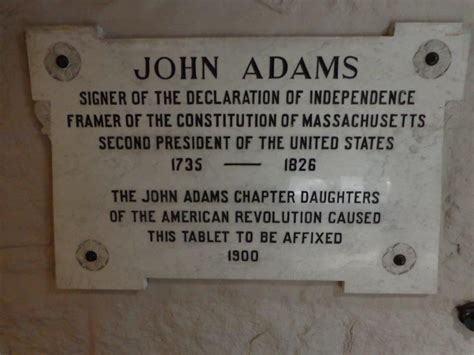 JOHN ADAMS
SIGNER OF THE DECLARATION OF INDEPENDENCE
FRAMER OF THE CONSTITUTION OF MASSACHUSETTS
SECOND PRESIDENT OF THE UNITED STATES
1735 — 1826
THE JOHN ADAMS CHAPTER DAUGHTERS
OF THE AMERICAN REVOLUTION CAUSED
THIS TABLET TO BE AFFIXED
1900